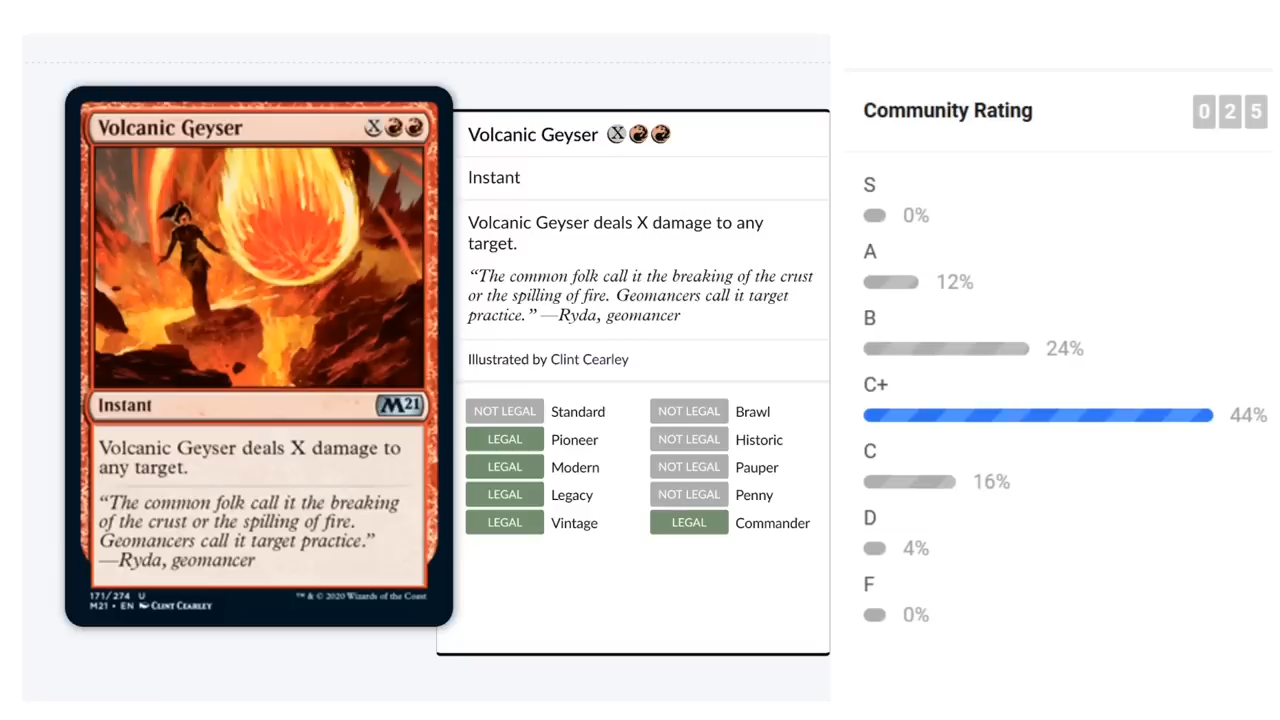 Volcanic Geyser X
Instant M21
Volcanic Geyser deals X damage to
any target.
“The common folk call it the breaking
of the crust or the spilling of fire.
Geomancers call it target practice.”
—Ryda, geomancer
171/274 U
M21 • EN CLINT CEARLEY
™ & © 2020 Wizards of the Coast
Volcanic Geyser X
Instant
Volcanic Geyser deals X damage to any
target.
“The common folk call it the breaking of the crust
or the spilling of fire. Geomancers call it target
practice.” —Ryda, geomancer
Illustrated by Clint Cearley
NOT LEGAL Standard NOT LEGAL Brawl
LEGAL Pioneer NOT LEGAL Historic
LEGAL Modern NOT LEGAL Pauper
LEGAL Legacy NOT LEGAL Penny
LEGAL Vintage LEGAL Commander
Community Rating 0 2 5
S
0%
A
12%
B
24%
C+
44%
C
16%
D
4%
F
0%